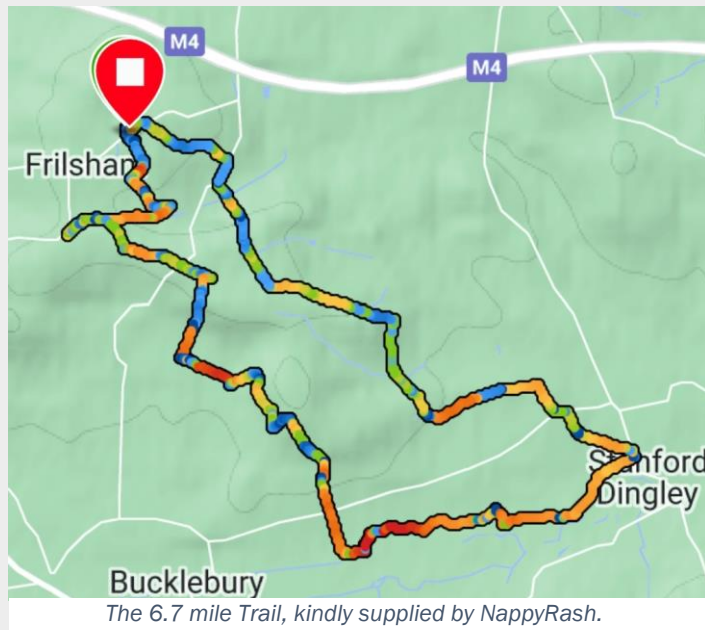 M4
M4
Frilsham
Stanford
Dingley
Bucklebury
The 6.7 mile Trail, kindly supplied by NappyRash.